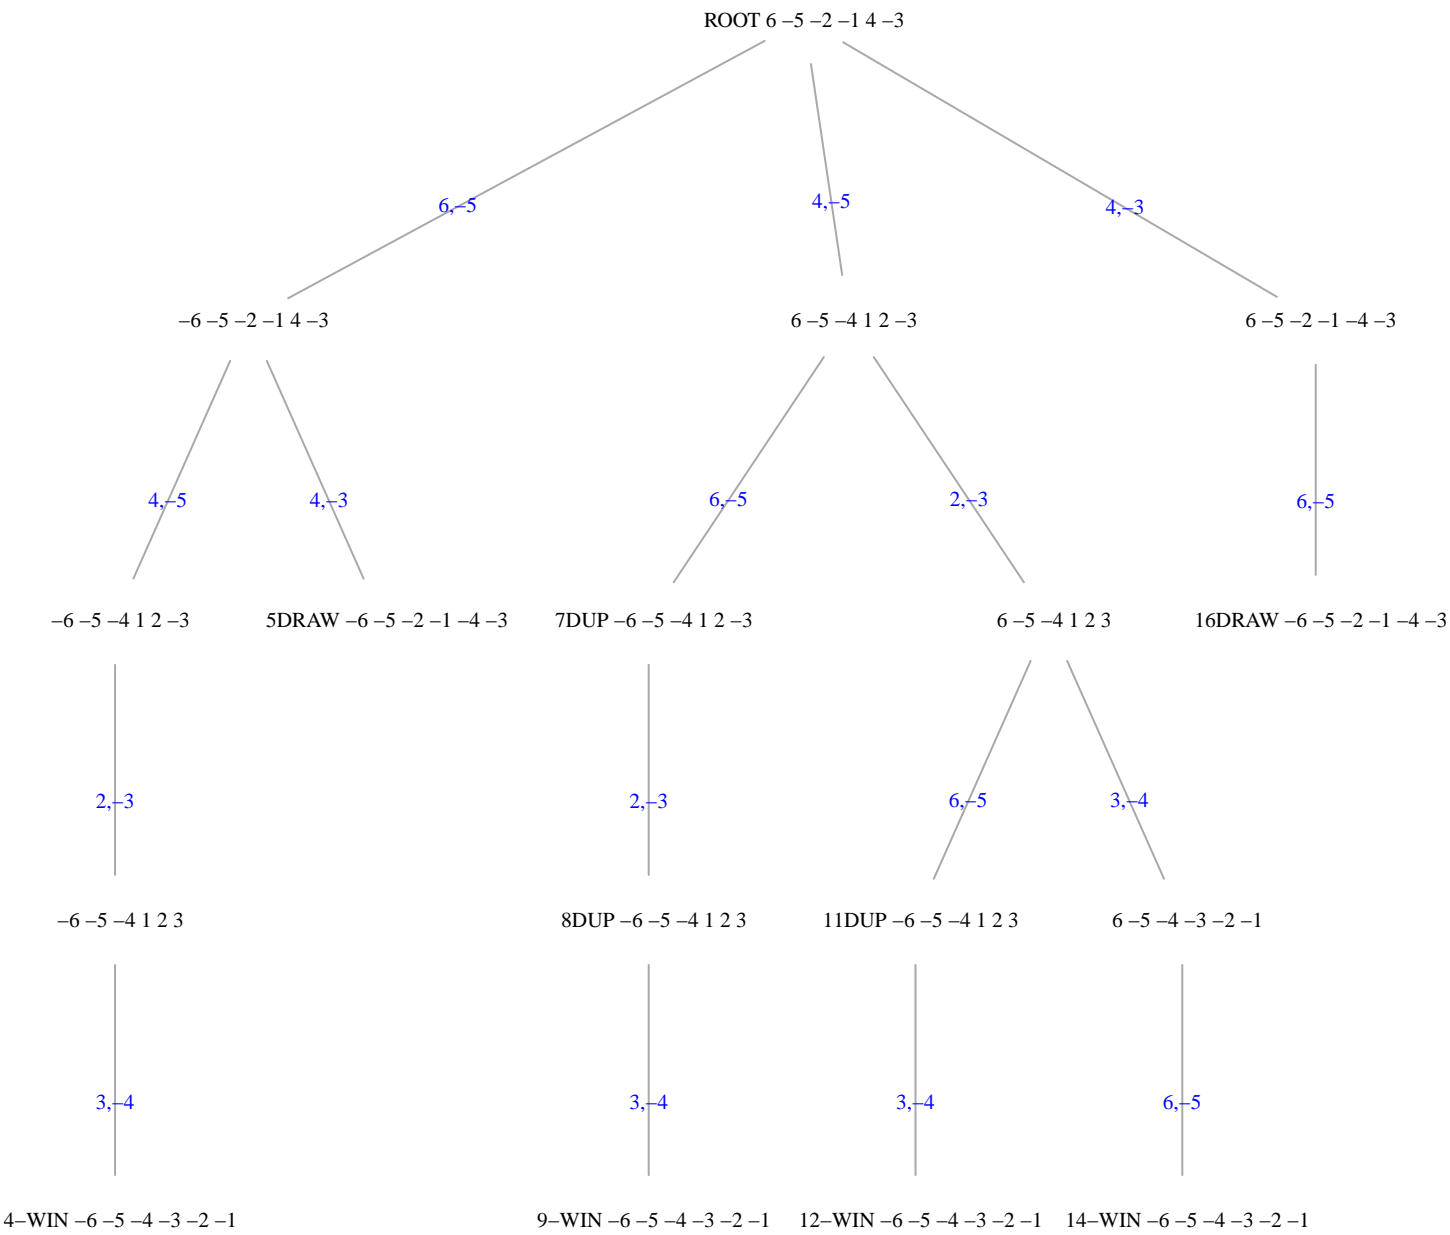 ROOT 6 –5 –2 –1 4 –3
6,–5
4,–5
4,–3
–6 –5 –2 –1 4 –3
6 –5 –4 1 2 –3
6 –5 –2 –1 –4 –3
4,–5
4,–3
6,–5
2,–3
6,–5
–6 –5 –4 1 2 –3
5DRAW –6 –5 –2 –1 –4 –3
7DUP –6 –5 –4 1 2 –3
6 –5 –4 1 2 3
16DRAW –6 –5 –2 –1 –4 –3
2,–3
2,–3
6,–5
3,–4
–6 –5 –4 1 2 3
8DUP –6 –5 –4 1 2 3
11DUP –6 –5 –4 1 2 3
6 –5 –4 –3 –2 –1
3,–4
3,–4
3,–4
6,–5
4–WIN –6 –5 –4 –3 –2 –1
9–WIN –6 –5 –4 –3 –2 –1
12–WIN –6 –5 –4 –3 –2 –1
14–WIN –6 –5 –4 –3 –2 –1